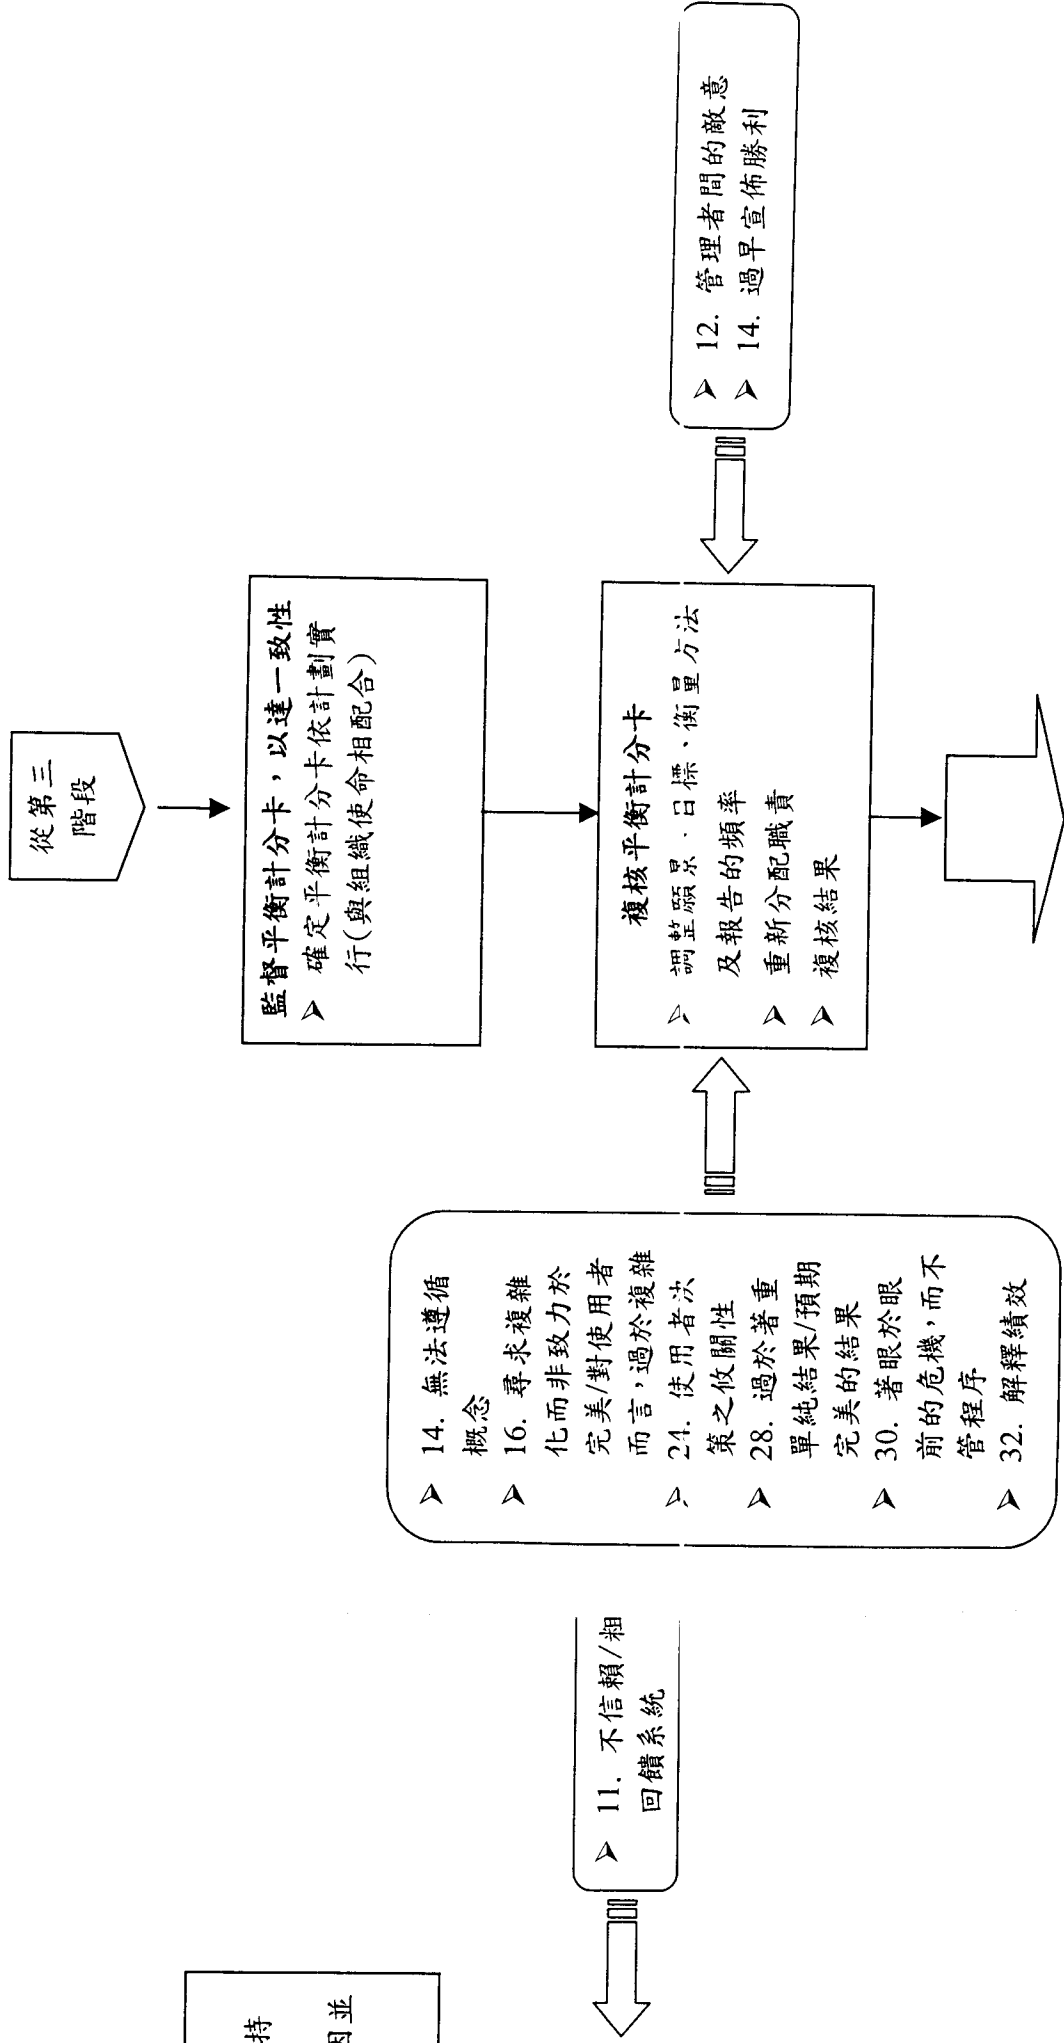 從第三
階段
監督平衡計分卡，以達一致性
➤ 確定平衡計分卡依計劃實
行(與組織使命相配合)
複核平衡計分卡
➤ 調整願景、目標、衡量方法
及報告的頻率
➤ 重新分配職責
➤ 複核結果
➤ 12. 管理者間的敵意
➤ 14. 過早宣佈勝利
➤ 14. 無法遵循
概念
➤ 16. 尋求複雜
化而非致力於
完美/對使用者
而言，過於複雜
➤ 24. 使用者決
策之攸關性
➤ 28. 過於著重
單純結果/預期
完美的結果
➤ 30. 著眼於眼
前的危機，而不
管程序
➤ 32. 解釋績效
➤ 11. 不信賴/粗
回饋系統
持
因並